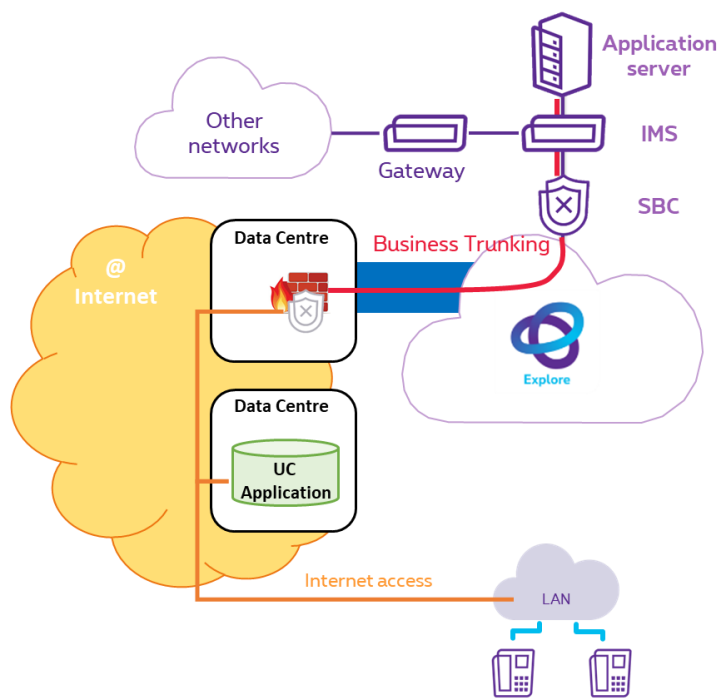 Application
server
Other
networks
IMS
Gateway
SBC
Data Centre
Business Trunking
@
Internet
Explore
Data Centre
UC
Application
Internet access
LAN